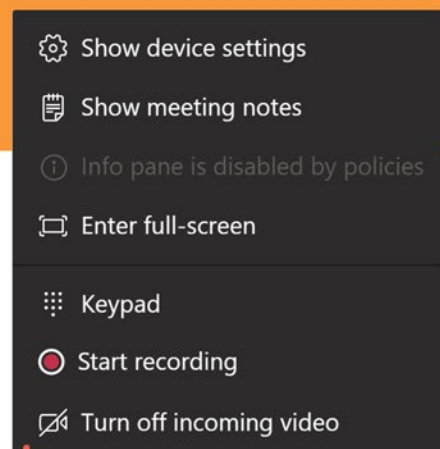 Show device settings
Show meeting notes
Info pane is disabled by policies
Enter full-screen
Keypad
Start recording
Turn off incoming video